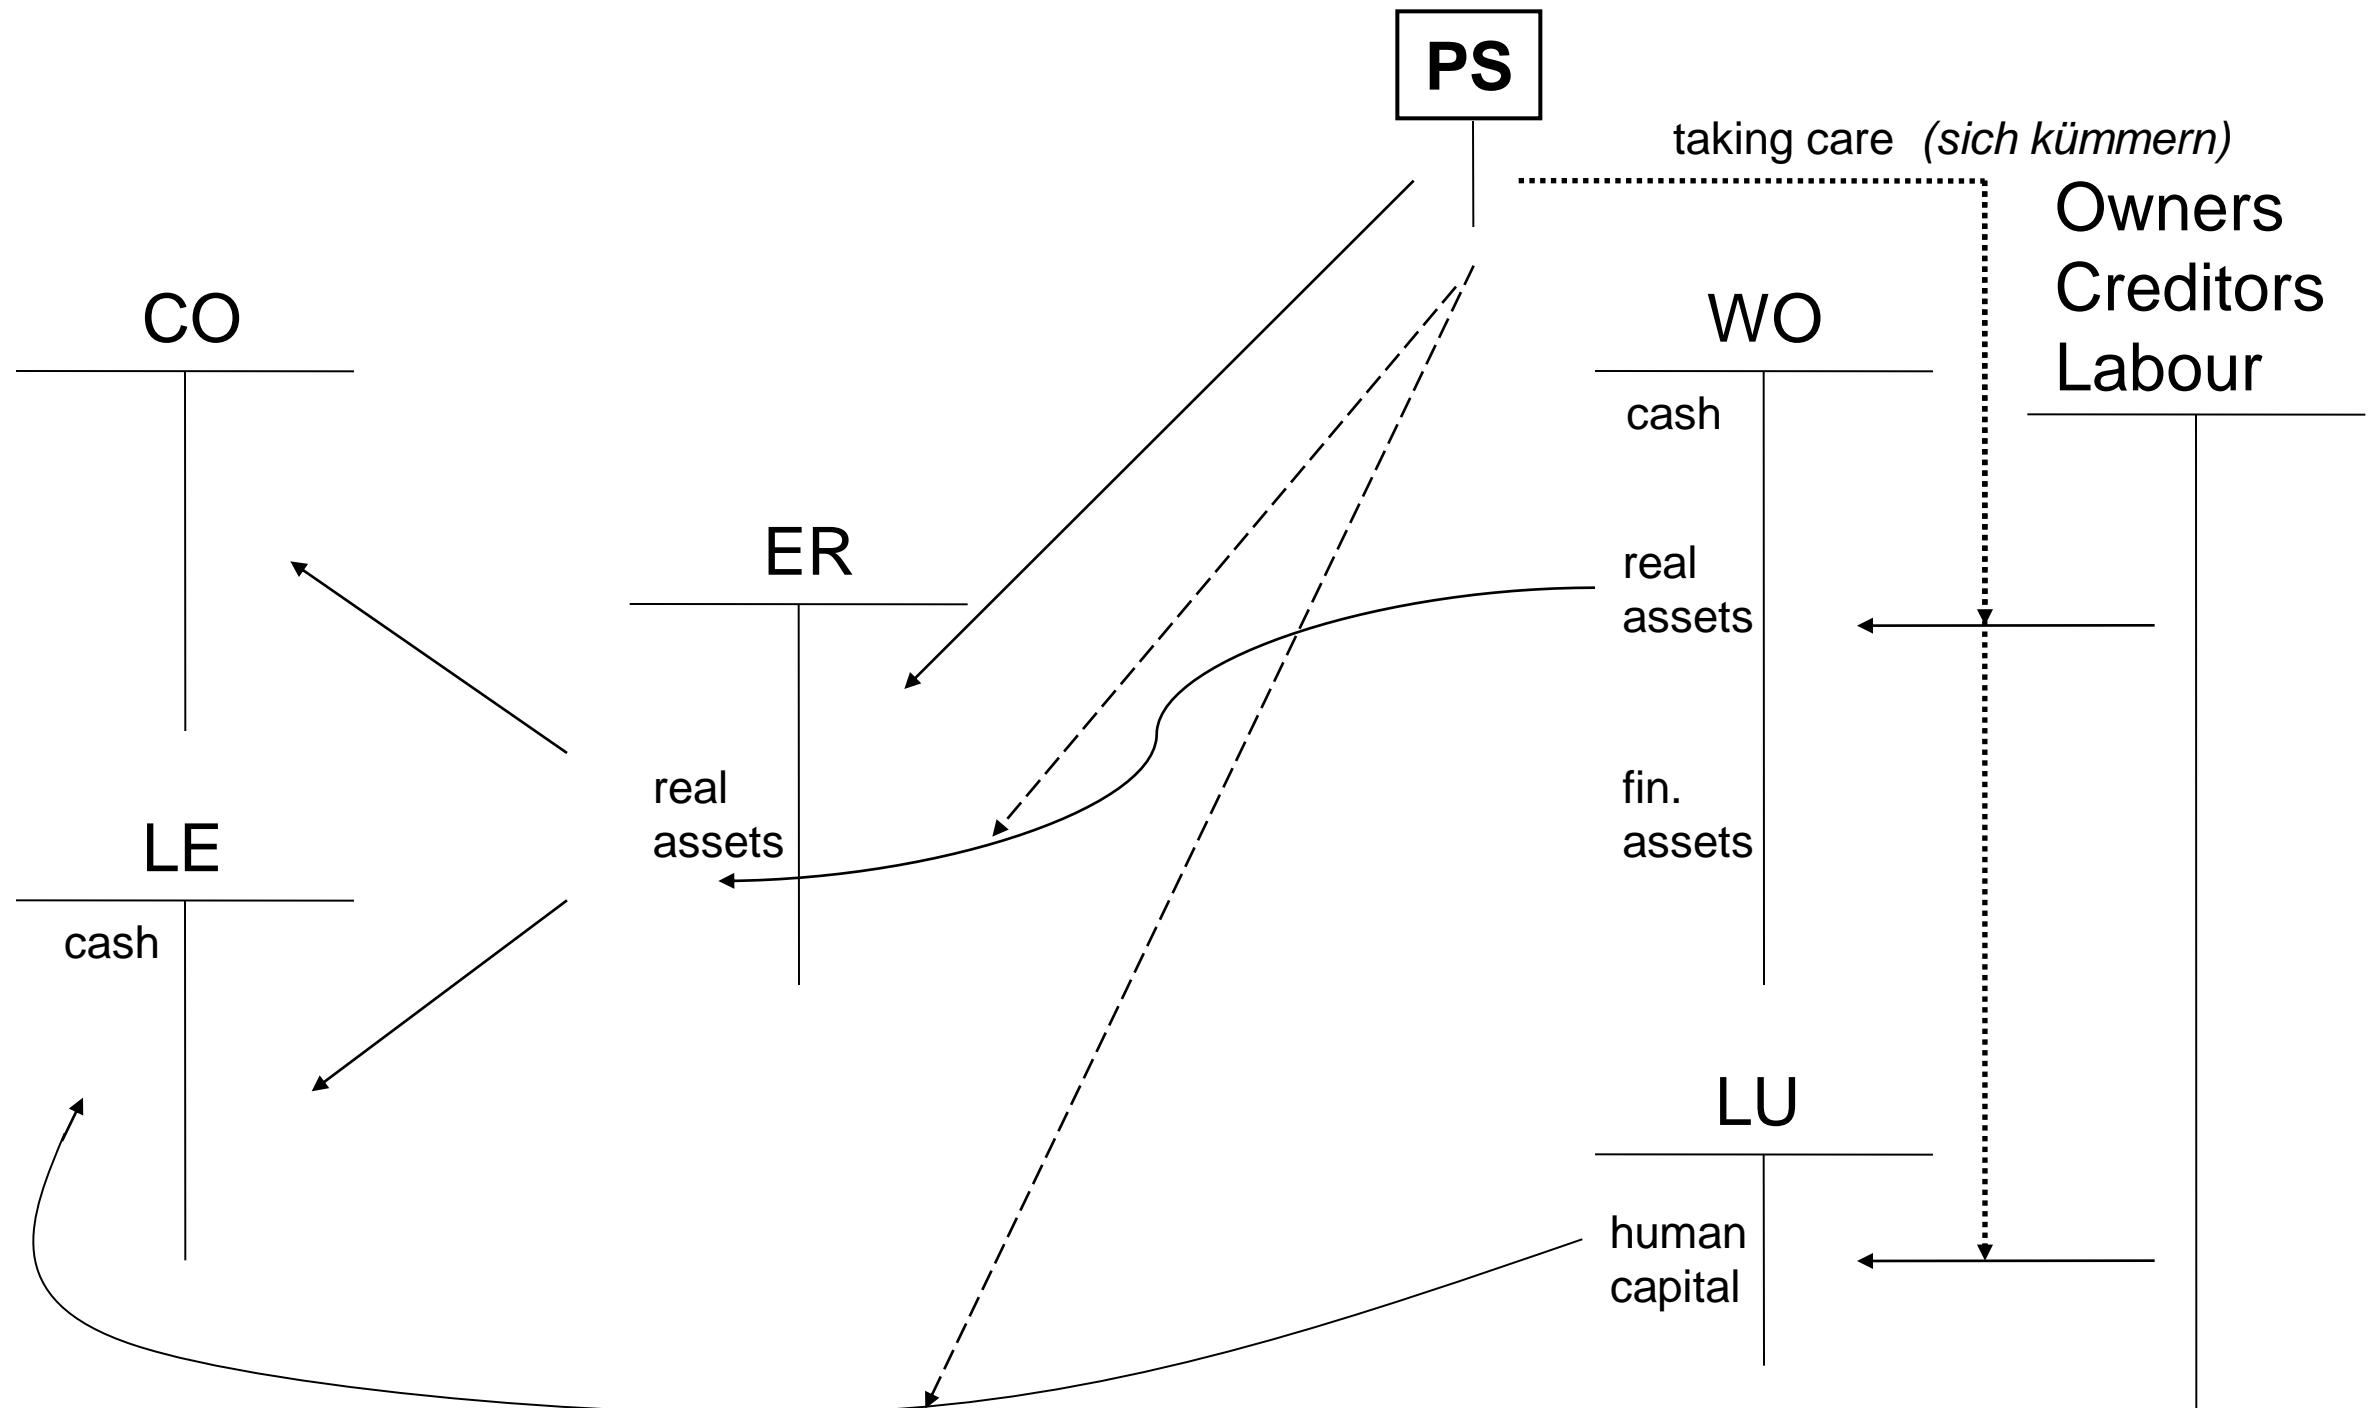 PS
taking care (sich kümmern)
Owners
Creditors
Labour
CO
WO
cash
ER
real
assets
real
assets
fin.
assets
LE
cash
LU
human
capital